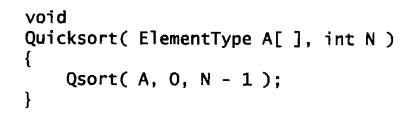 void
Quicksort( ElementType A[ ], int N )
{
    Qsort( A, 0, N - 1 );
}